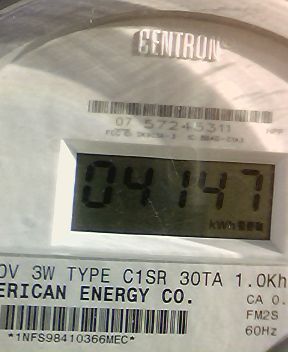 CENTRON
07 57245311
04147
kWh
0V 3W TYPE C1SR 30TA 1.0Kh
ERICAN ENERGY CO.
CA 0.
FM2S
60Hz
*1NFS98410366MEC*